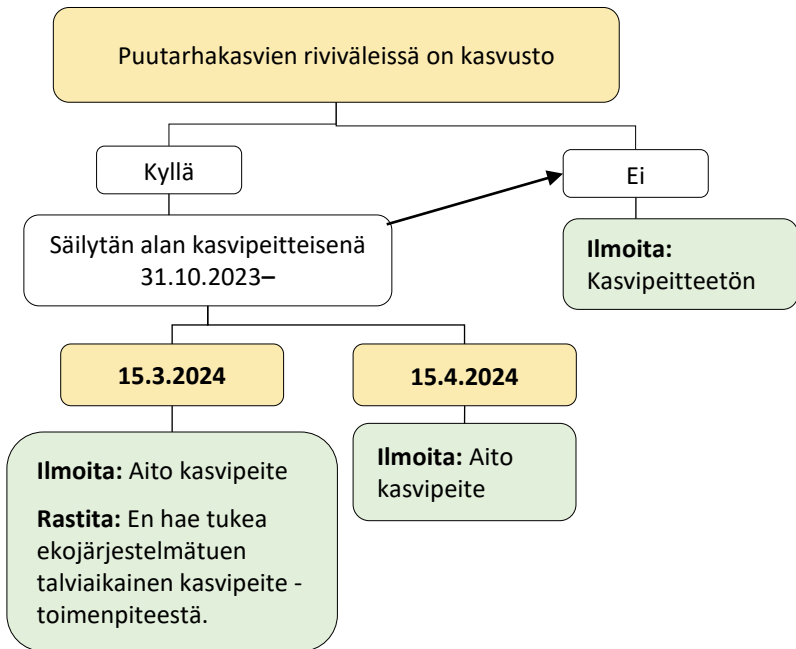 Puutarhakasvien riviväleissä on kasvusto
Kyllä
Ei
Säilytän alan kasvipeitteisenä
31.10.2023–
Ilmoita:
Kasvipeitteetön
15.3.2024
15.4.2024
Ilmoita: Aito kasvipeite
Rastita: En hae tukea
ekojärjestelmätuen
talviaikainen kasvipeite -
toimenpiteestä.
Ilmoita: Aito
kasvipeite